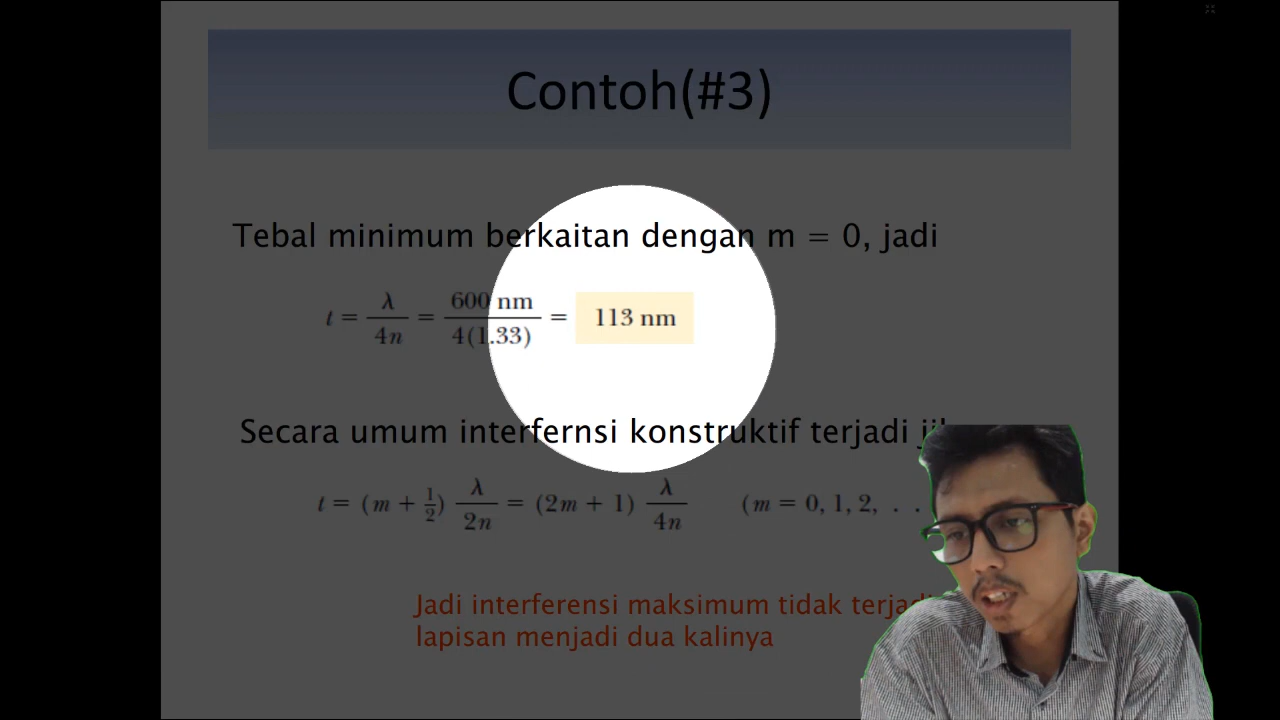 Contoh(#3)
Tebal minimum berkaitan dengan m = 0, jadi
t = λ/4n = 600 nm/4(1.33) = 113 nm
Secara umum interfernsi konstruktif terjadi
t = (m + 1/2) λ/2n = (2m + 1) λ/4n (m = 0, 1, 2, . .
Jadi interferensi maksimum tidak terjadi
lapisan menjadi dua kalinya